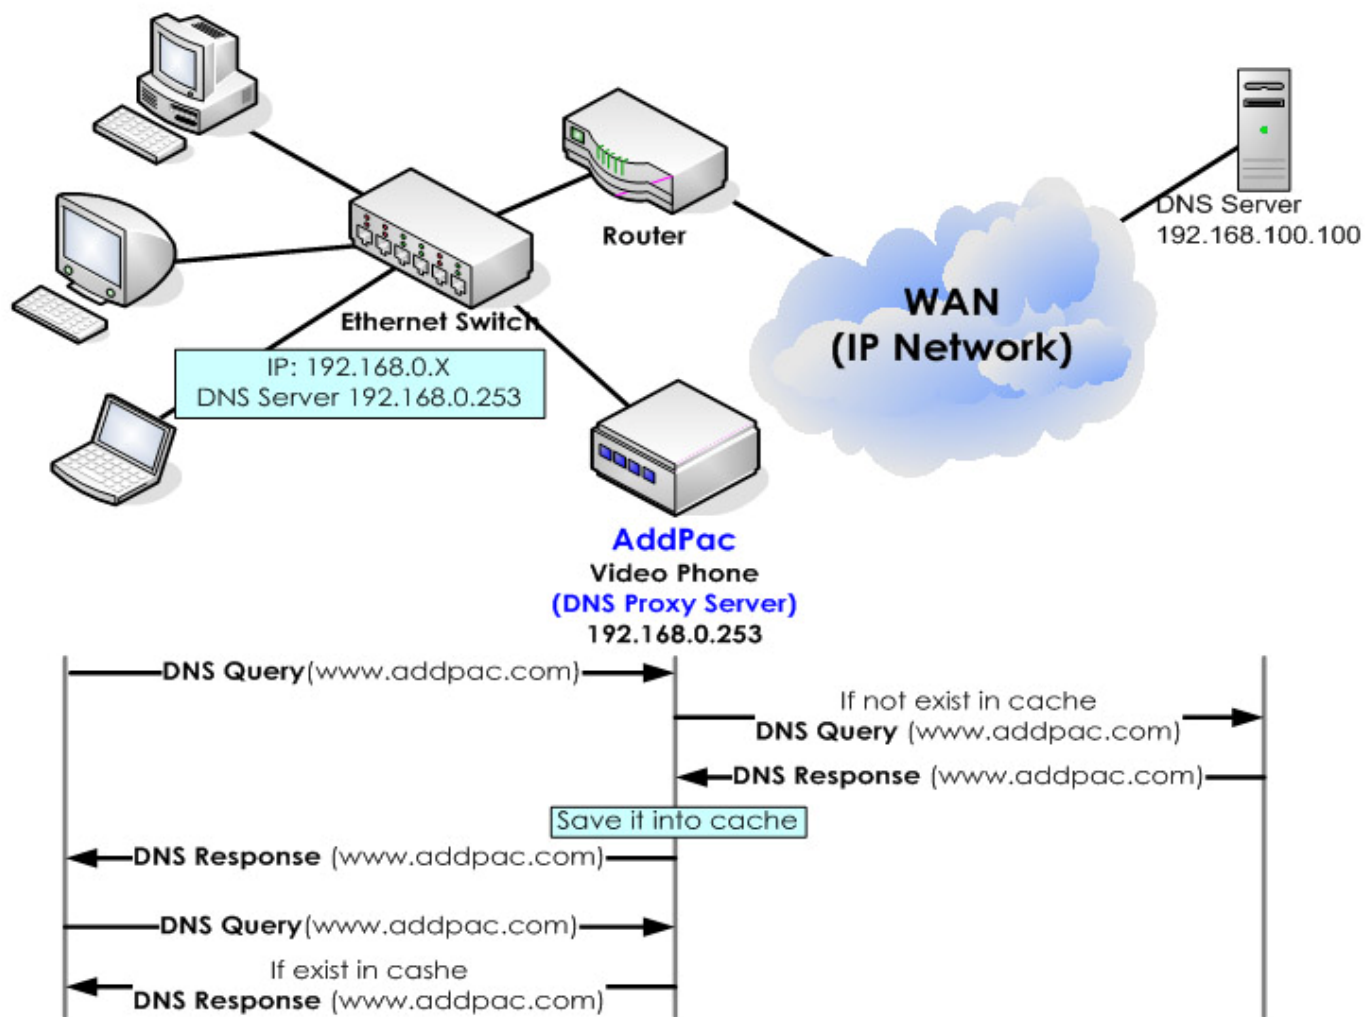 Router
DNS Server
192.168.100.100
WAN
(IP Network)
Ethernet Switch
IP: 192.168.0.X
DNS Server 192.168.0.253
AddPac
Video Phone
(DNS Proxy Server)
192.168.0.253
DNS Query(www.addpac.com)
If not exist in cache
DNS Query (www.addpac.com)
DNS Response (www.addpac.com)
Save it into cache
DNS Response (www.addpac.com)
DNS Query(www.addpac.com)
If exist in cashe
DNS Response (www.addpac.com)